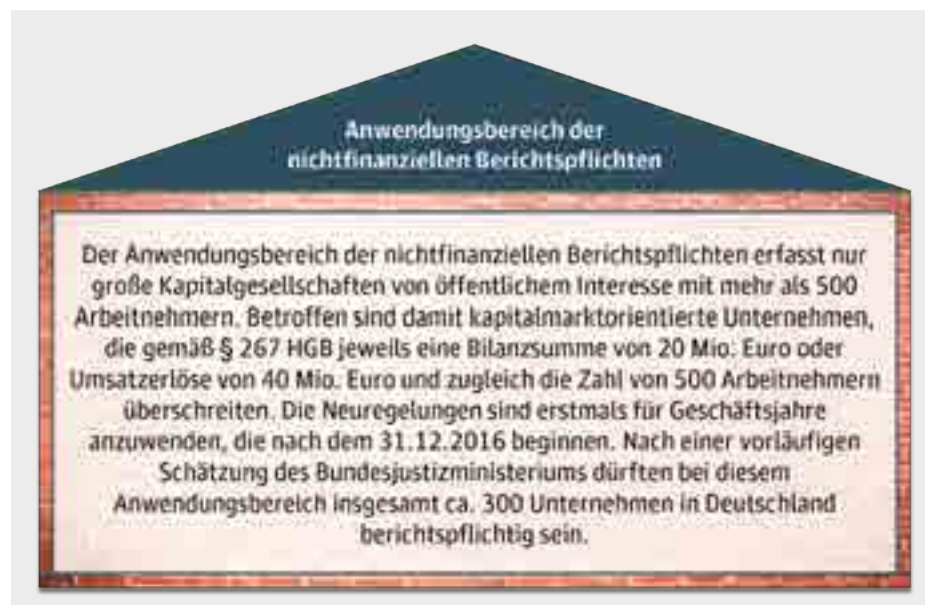 Anwendungsbereich der
nichtfinanziellen Berichtspflichten
Der Anwendungsbereich der nichtfinanziellen Berichtspflichten erfasst nur
große Kapitalgesellschaften von öffentlichem Interesse mit mehr als 500
Arbeitnehmern. Betroffen sind damit kapitalmarktorientierte Unternehmen,
die gemäß § 267 HGB jeweils eine Bilanzsumme von 20 Mio. Euro oder
Umsatzerlöse von 40 Mio. Euro und zugleich die Zahl von 500 Arbeitnehmern
überschreiten. Die Neuregelungen sind erstmals für Geschäftsjahre
anzuwenden, die nach dem 31.12.2016 beginnen. Nach einer vorläufigen
Schätzung des Bundesjustizministeriums dürften bei diesem
Anwendungsbereich insgesamt ca. 300 Unternehmen in Deutschland
berichtspflichtig sein.